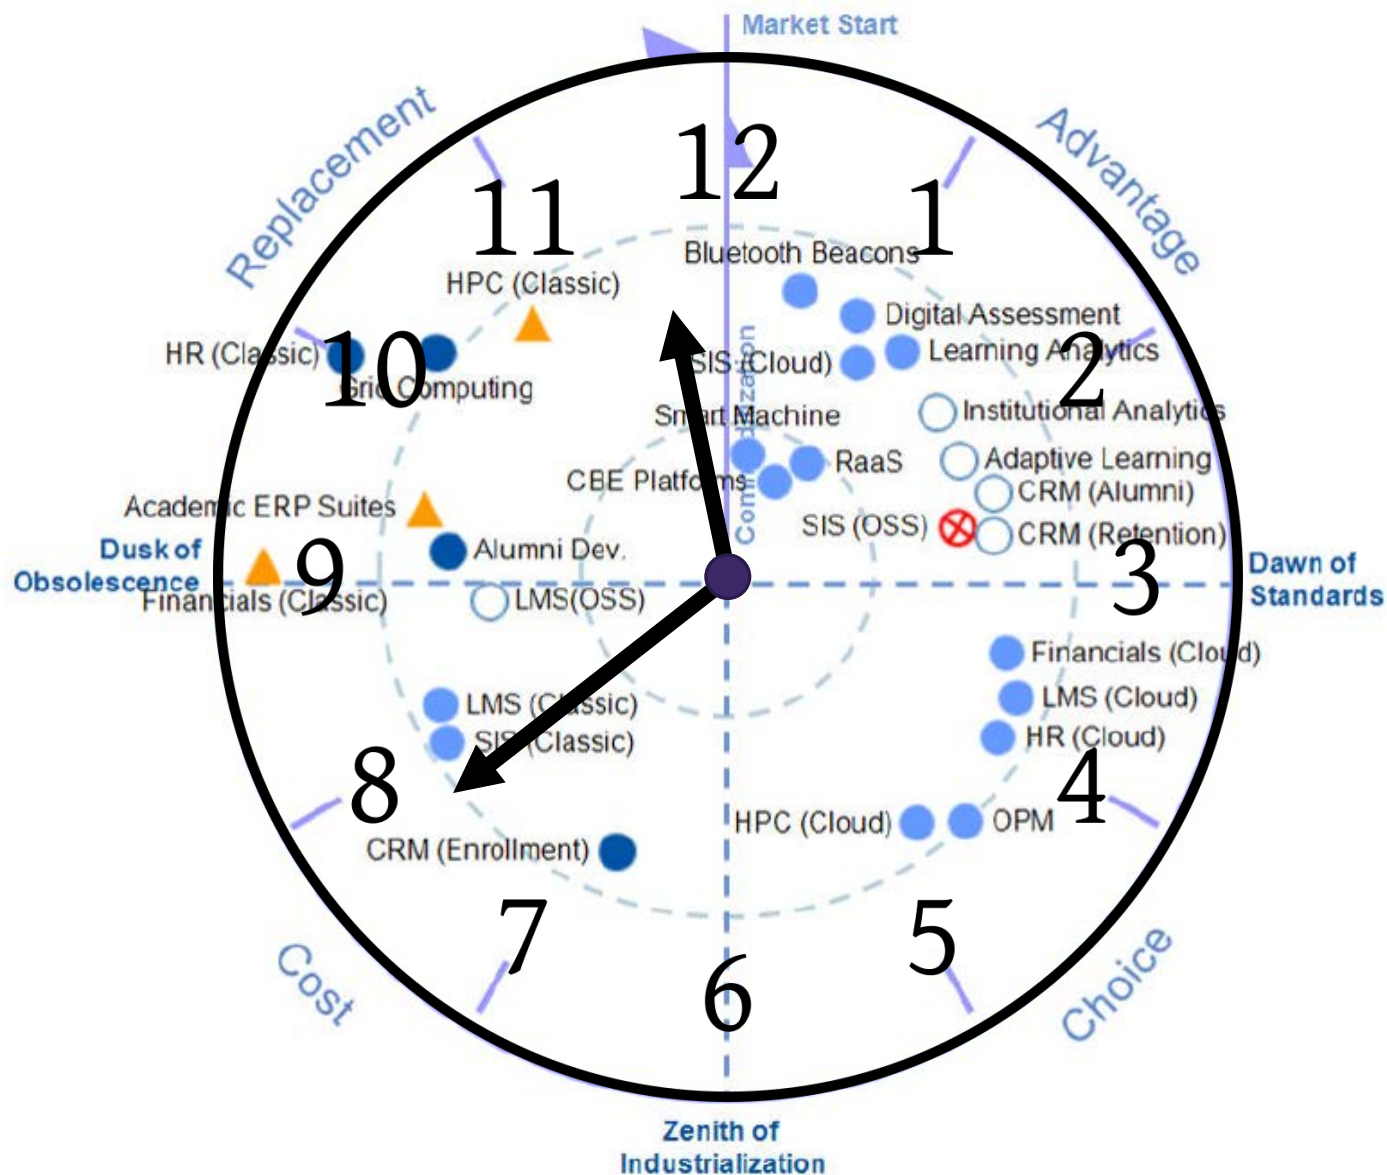 Market Start
Replacement
Advantage
12
11
1
Bluetooth Beacons
HPC (Classic)
Digital Assessment
HR (Classic)
10
SIS (Cloud)
Learning Analytics
2
Grid Computing
Smart Machine
Institutional Analytics
Commoditization
CBE Platforms
RaaS
Adaptive Learning
CRM (Alumni)
Academic ERP Suites
SIS (OSS)
CRM (Retention)
Dusk of
Obsolescence
Alumni Dev.
9
3
Dawn of
Standards
Financials (Classic)
LMS(OSS)
Financials (Cloud)
LMS (Classic)
LMS (Cloud)
SIS (Classic)
HR (Cloud)
8
4
HPC (Cloud)
OPM
CRM (Enrollment)
7
5
Cost
6
Choice
Zenith of
Industrialization